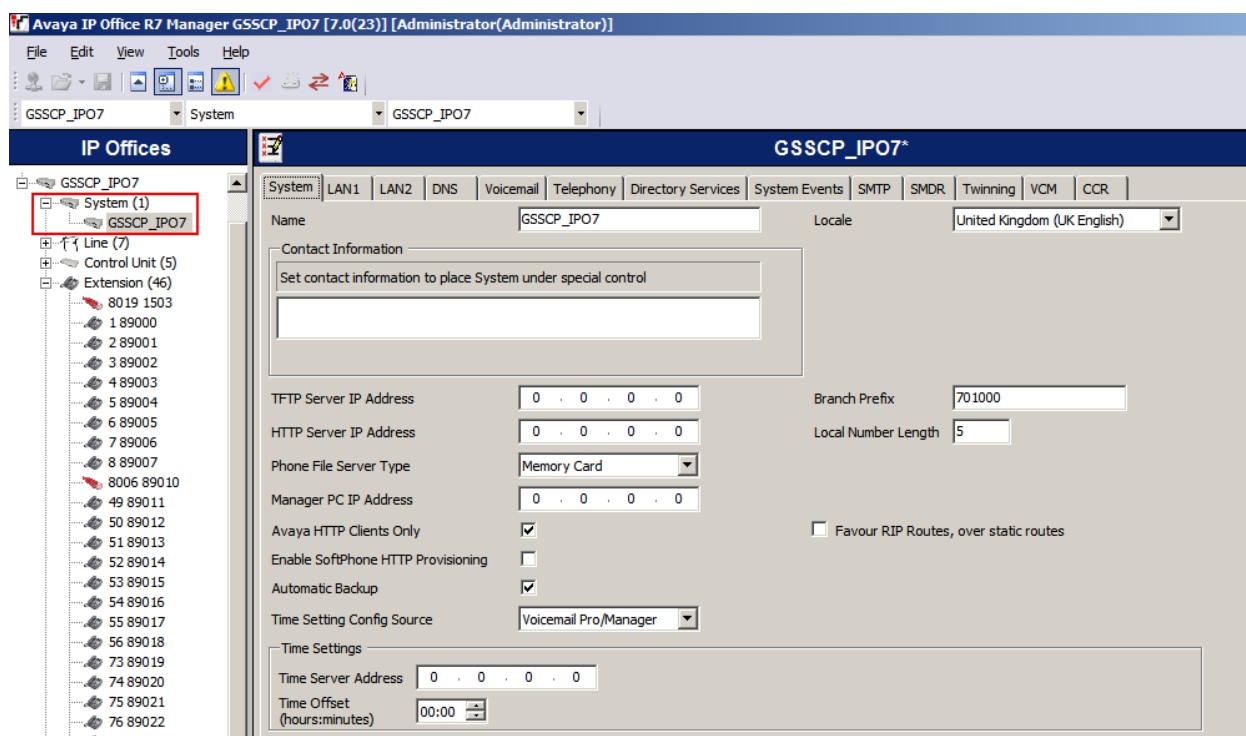 Avaya IP Office R7 Manager GSSCP_IPO7 [7.0(23)] [Administrator(Administrator)]
File Edit View Tools Help
GSSCP_IPO7 System GSSCP_IPO7
IP Offices
GSSCP_IPO7
System (1)
GSSCP_IPO7
Line (7)
Control Unit (5)
Extension (46)
8019 1503
1 89000
2 89001
3 89002
4 89003
5 89004
6 89005
7 89006
8 89007
8006 89010
49 89011
50 89012
51 89013
52 89014
53 89015
54 89016
55 89017
56 89018
73 89019
74 89020
75 89021
76 89022
GSSCP_IPO7*
System LAN1 LAN2 DNS Voicemail Telephony Directory Services System Events SMTP SMDR Twinning VCM CCR
Name GSSCP_IPO7 Locale United Kingdom (UK English)
Contact Information
Set contact information to place System under special control
TFTP Server IP Address 0 . 0 . 0 . 0 Branch Prefix 701000
HTTP Server IP Address 0 . 0 . 0 . 0 Local Number Length 5
Phone File Server Type Memory Card
Manager PC IP Address 0 . 0 . 0 . 0
Avaya HTTP Clients Only Favour RIP Routes, over static routes
Enable SoftPhone HTTP Provisioning
Automatic Backup
Time Setting Config Source Voicemail Pro/Manager
Time Settings
Time Server Address 0 . 0 . 0 . 0
Time Offset
(hours:minutes) 00:00